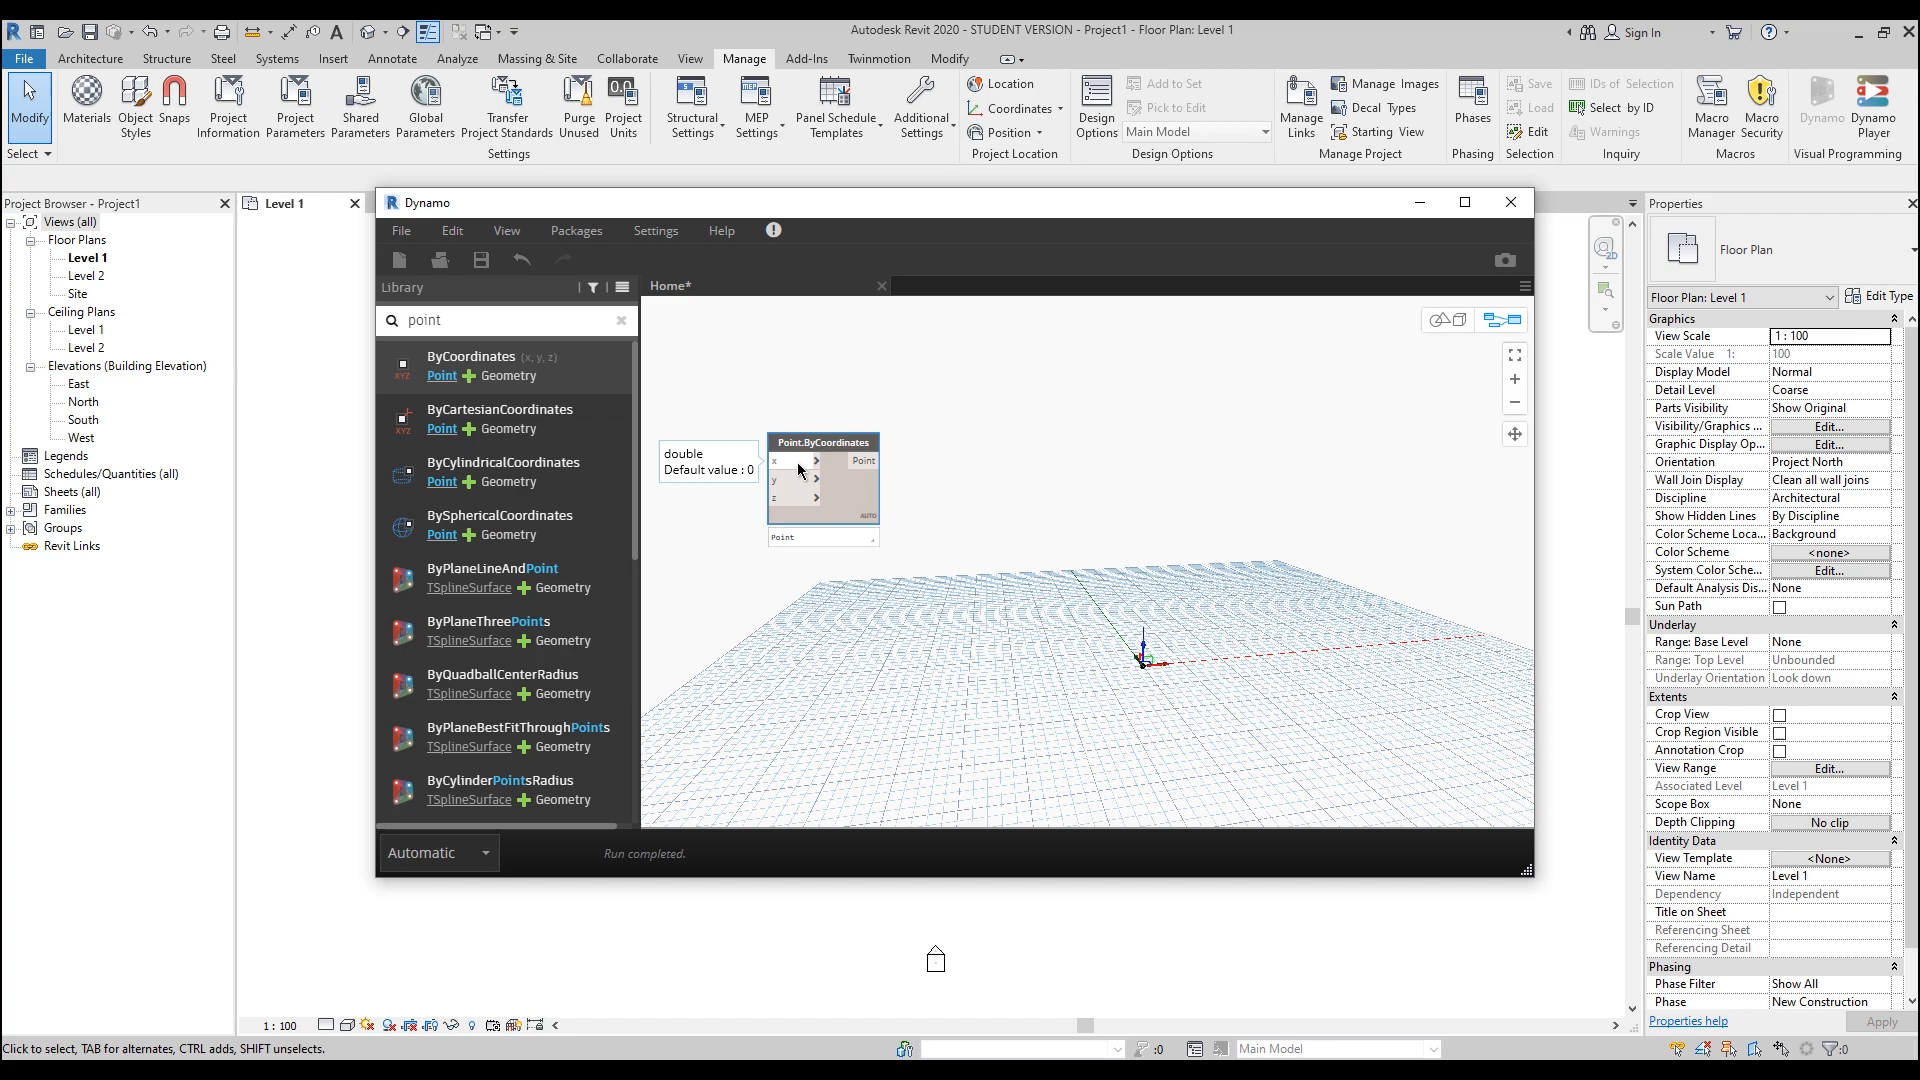 Autodesk Revit 2020 - STUDENT VERSION - Project1 - Floor Plan: Level 1
Sign In
File Architecture Structure Steel Systems Insert Annotate Analyze Massing & Site Collaborate View Manage Add-Ins Twinmotion Modify
Modify
Materials
Object Styles
Snaps
Project Information
Project Parameters
Shared Parameters
Global Parameters
Transfer Project Standards
Purge Unused
Project Units
Structural Settings
MEP Settings
Panel Schedule Templates
Additional Settings
Location
Coordinates
Position
Design Options
Add to Set
Pick to Edit
Main Model
Manage Links
Manage Images
Decal Types
Starting View
Phases
Save
Load
Edit
IDs of Selection
Select by ID
Warnings
Macro Manager
Macro Security
Dynamo
Dynamo Player
Select
Settings
Project Location
Design Options
Manage Project
Phasing
Selection
Inquiry
Macros
Visual Programming
Project Browser - Project1
Views (all)
Floor Plans
Level 1
Level 2
Site
Ceiling Plans
Level 1
Level 2
Elevations (Building Elevation)
East
North
South
West
Legends
Schedules/Quantities (all)
Sheets (all)
Families
Groups
Revit Links
Level 1
Dynamo
File Edit View Packages Settings Help
Library
Home*
point
ByCoordinates (x, y, z)
Point Geometry
ByCartesianCoordinates
Point Geometry
ByCylindricalCoordinates
Point Geometry
BySphericalCoordinates
Point Geometry
ByPlaneLineAndPoint
TSplineSurface Geometry
ByPlaneThreePoints
TSplineSurface Geometry
ByQuadballCenterRadius
TSplineSurface Geometry
ByPlaneBestFitThroughPoints
TSplineSurface Geometry
ByCylinderPointsRadius
TSplineSurface Geometry
double
Default value : 0
Point.ByCoordinates
x Point
y
z
AUTO
Point
Automatic
Run completed.
2D
Properties
Floor Plan
Floor Plan: Level 1 Edit Type
Graphics
View Scale 1 : 100
Scale Value 1: 100
Display Model Normal
Detail Level Coarse
Parts Visibility Show Original
Visibility/Graphics ... Edit...
Graphic Display Op... Edit...
Orientation Project North
Wall Join Display Clean all wall joins
Discipline Architectural
Show Hidden Lines By Discipline
Color Scheme Loca... Background
Color Scheme <none>
System Color Sche... Edit...
Default Analysis Dis... None
Sun Path
Underlay
Range: Base Level None
Range: Top Level Unbounded
Underlay Orientation Look down
Extents
Crop View
Crop Region Visible
Annotation Crop
View Range Edit...
Associated Level Level 1
Scope Box None
Depth Clipping No clip
Identity Data
View Template <None>
View Name Level 1
Dependency Independent
Title on Sheet
Referencing Sheet
Referencing Detail
Phasing
Phase Filter Show All
Phase New Construction
Properties help Apply
1 : 100
Click to select, TAB for alternates, CTRL adds, SHIFT unselects.
:0
Main Model
:0